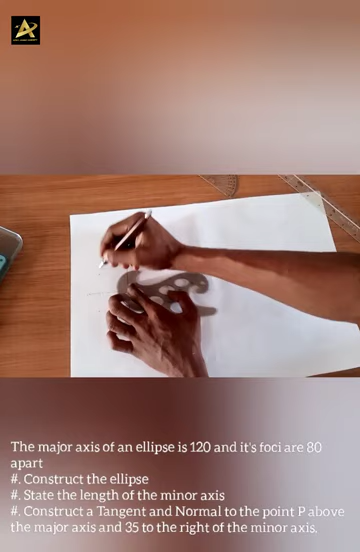 The major axis of an ellipse is 120 and it's foci are 80
apart
#. Construct the ellipse
#. State the length of the minor axis
#. Construct a Tangent and Normal to the point P above
the major axis and 35 to the right of the minor axis.